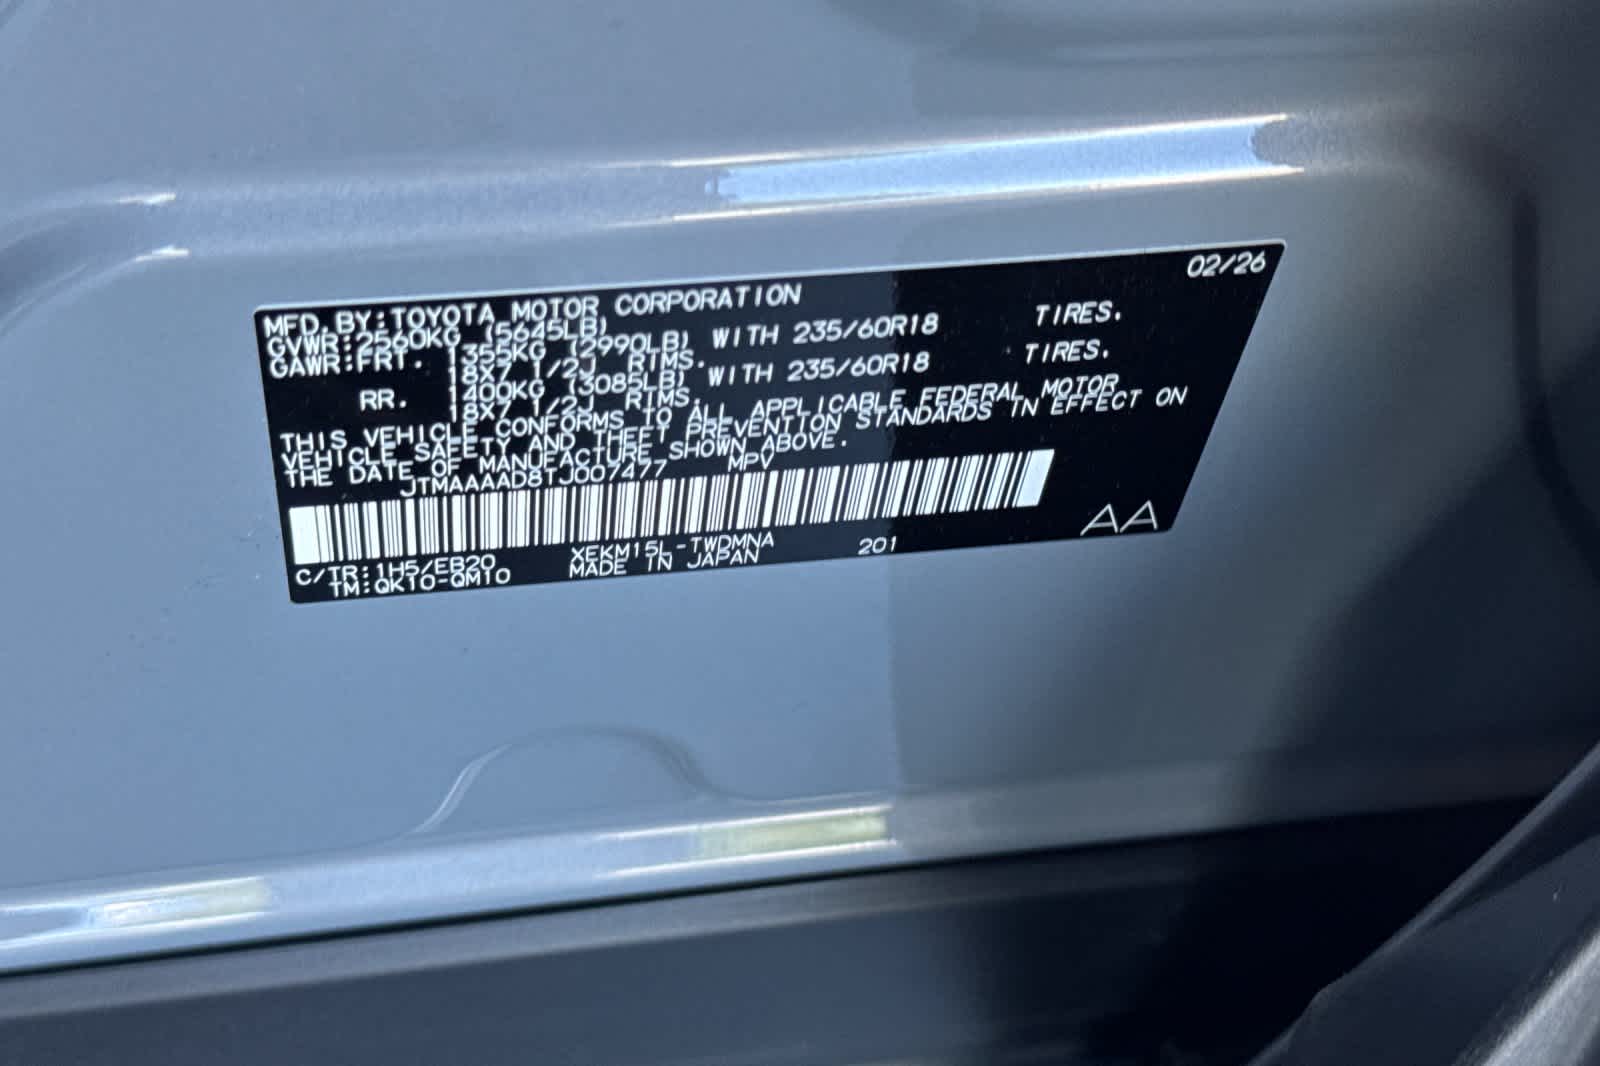 02/26
MFD. BY: TOYOTA MOTOR CORPORATION
GVWR: 2560KG (5645LB)
GAWR: FRT. 1355KG (2990LB) WITH 235/60R18 TIRES.
18X7 1/2J RIMS.
RR. 1400KG (3085LB) WITH 235/60R18 TIRES.
18X7 1/2J RIMS.
THIS VEHICLE CONFORMS TO ALL APPLICABLE FEDERAL MOTOR
VEHICLE SAFETY AND THEFT PREVENTION STANDARDS IN EFFECT ON
THE DATE OF MANUFACTURE SHOWN ABOVE.
JTMAAAAD8TJ007477 MPV
AA
C/TR: 1H5/EB20 XEKM15L-TWDMNA 201
TM: QK10-QM10 MADE IN JAPAN